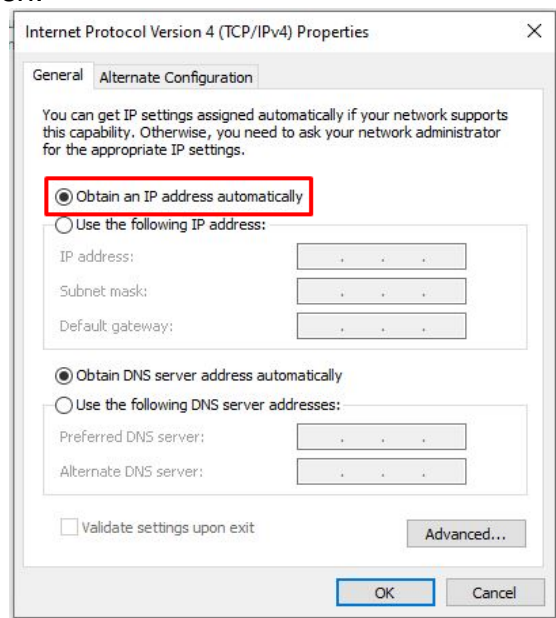 Internet Protocol Version 4 (TCP/IPv4) Properties
General Alternate Configuration
You can get IP settings assigned automatically if your network supports
this capability. Otherwise, you need to ask your network administrator
for the appropriate IP settings.
Obtain an IP address automatically
Use the following IP address:
IP address:
Subnet mask:
Default gateway:
Obtain DNS server address automatically
Use the following DNS server addresses:
Preferred DNS server:
Alternate DNS server:
Validate settings upon exit
Advanced...
OK Cancel